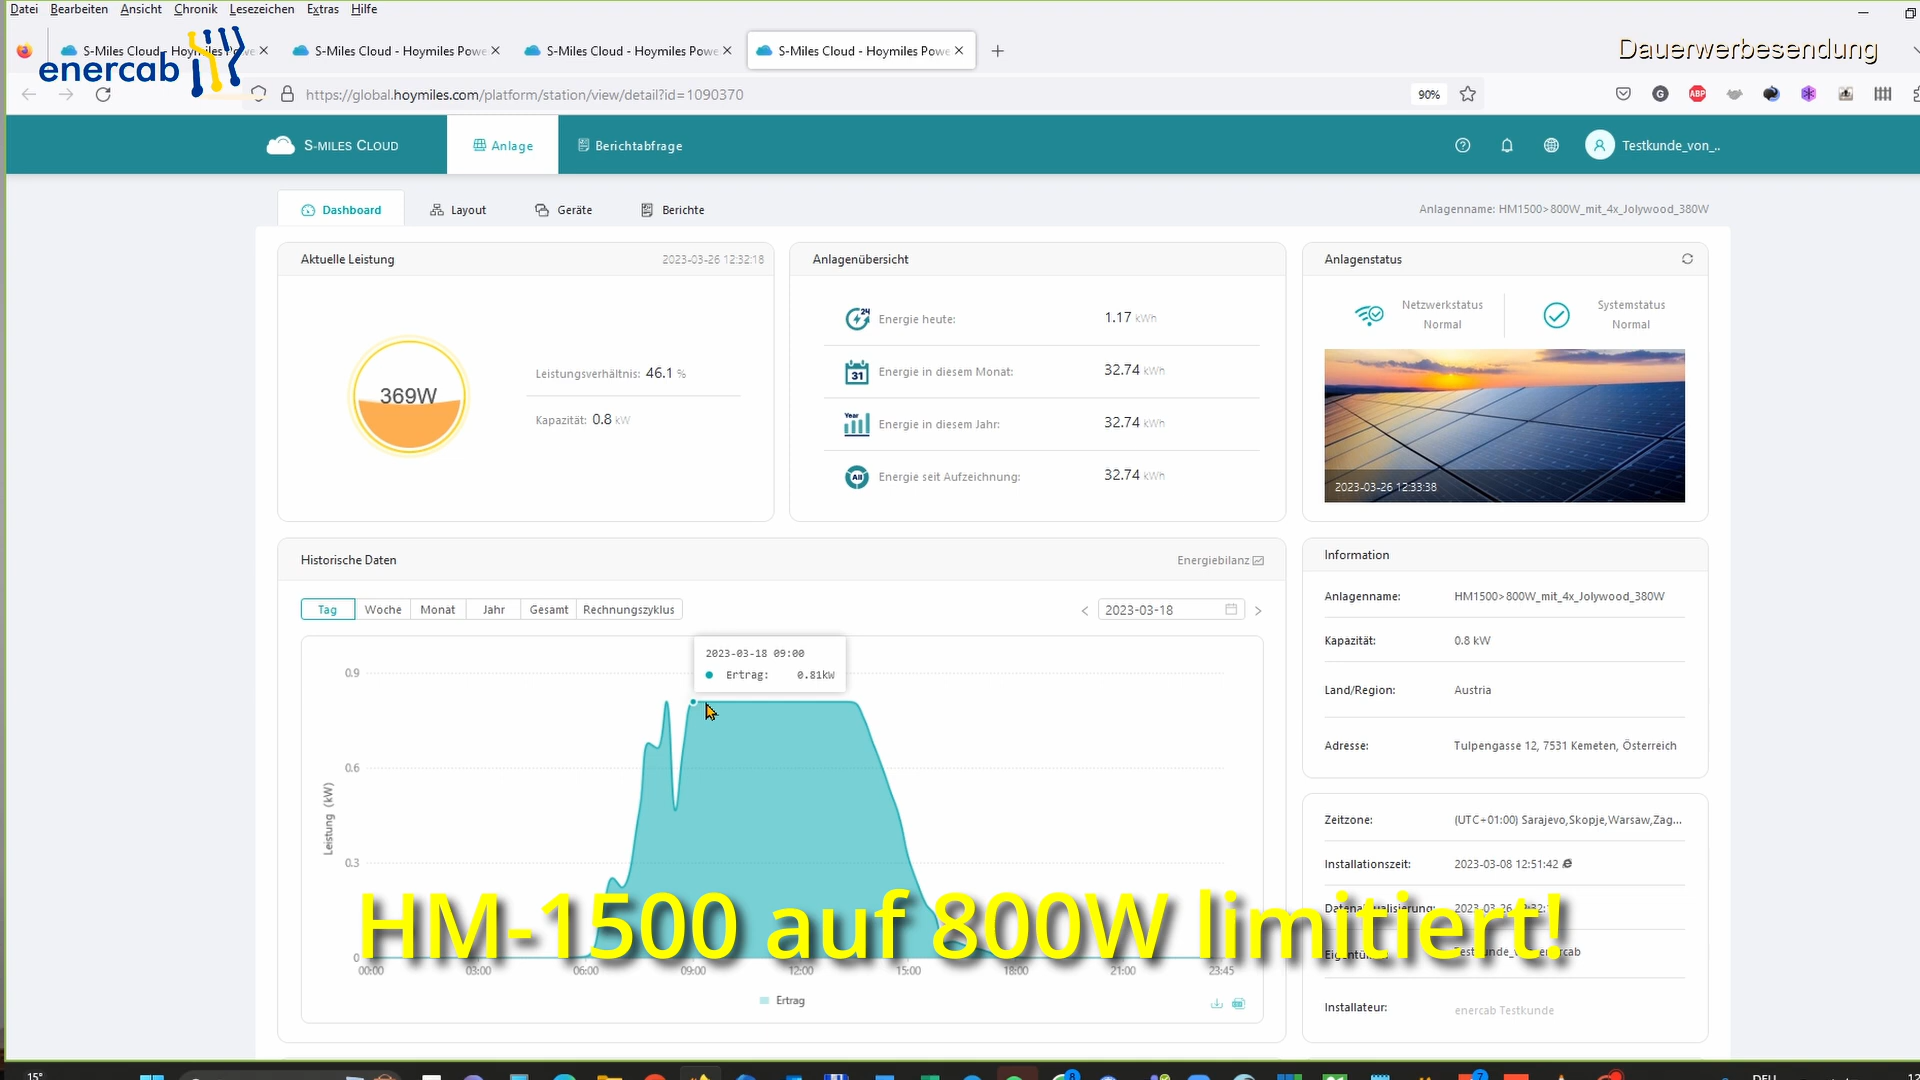 Datei Bearbeiten Ansicht Chronik Lesezeichen Extras Hilfe
S-Miles Cloud - Hoymiles Powe S-Miles Cloud - Hoymiles Powe S-Miles Cloud - Hoymiles Powe S-Miles Cloud - Hoymiles Powe
enercab
Dauerwerbesendung
https://global.hoymiles.com/platform/station/view/detail?id=1090370 90%
S-MILES CLOUD Anlage Berichtabfrage Testkunde_von_..
Dashboard Layout Geräte Berichte Anlagenname: HM1500>800W_mit_4x_Jolywood_380W
Aktuelle Leistung 2023-03-26 12:32:18
369W
Leistungsverhältnis: 46.1 %
Kapazität: 0.8 kW
Anlagenübersicht
Energie heute: 1.17 kWh
Energie in diesem Monat: 32.74 kWh
Energie in diesem Jahr: 32.74 kWh
Energie seit Aufzeichnung: 32.74 kWh
Anlagenstatus
Netzwerkstatus Normal
Systemstatus Normal
2023-03-26 12:33:38
Historische Daten Energiebilanz
Tag Woche Monat Jahr Gesamt Rechnungszyklus 2023-03-18
2023-03-18 09:00
Ertrag: 0.81kW
Leistung (kW)
0.9
0.6
0.3
0
00:00 03:00 06:00 09:00 12:00 15:00 18:00 21:00 23:45
Ertrag
Information
Anlagenname: HM1500>800W_mit_4x_Jolywood_380W
Kapazität: 0.8 kW
Land/Region: Austria
Adresse: Tulpengasse 12, 7531 Kemeten, Österreich
Zeitzone: (UTC+01:00) Sarajevo,Skopje,Warsaw,Zag...
Installationszeit: 2023-03-08 12:51:42
HM-1500 auf 800W limitiert!
Installateur: enercab Testkunde
15°